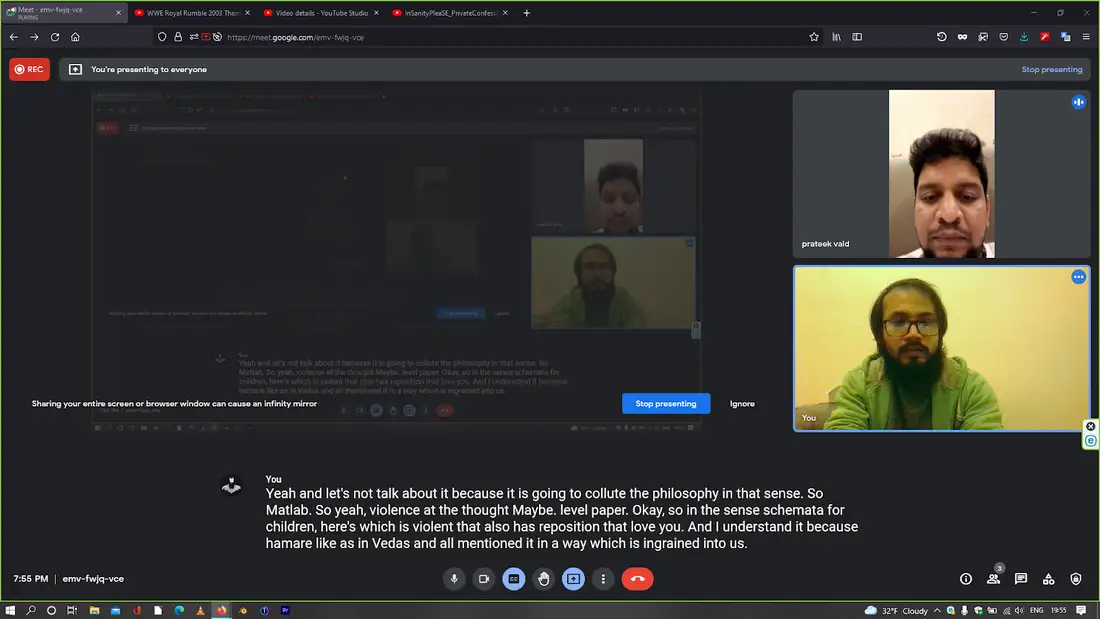 Meet - emv-fwjq-vce
PLAYING
WWE Royal Rumble 2003 Them
Video details - YouTube Studio
InSanityPleaSE_PrivateConfess
https://meet.google.com/emv-fwjq-vce
REC
You're presenting to everyone
Stop presenting
prateek vaid
Sharing your entire screen or browser window can cause an infinity mirror
Stop presenting
Ignore
You
You
Yeah and let's not talk about it because it is going to collute the philosophy in that sense. So
Matlab. So yeah, violence at the thought Maybe. level paper. Okay, so in the sense schemata for
children, here's which is violent that also has reposition that love you. And I understand it because
hamare like as in Vedas and all mentioned it in a way which is ingrained into us.
7:55 PM | emv-fwjq-vce
3
32°F Cloudy
ENG
19:55